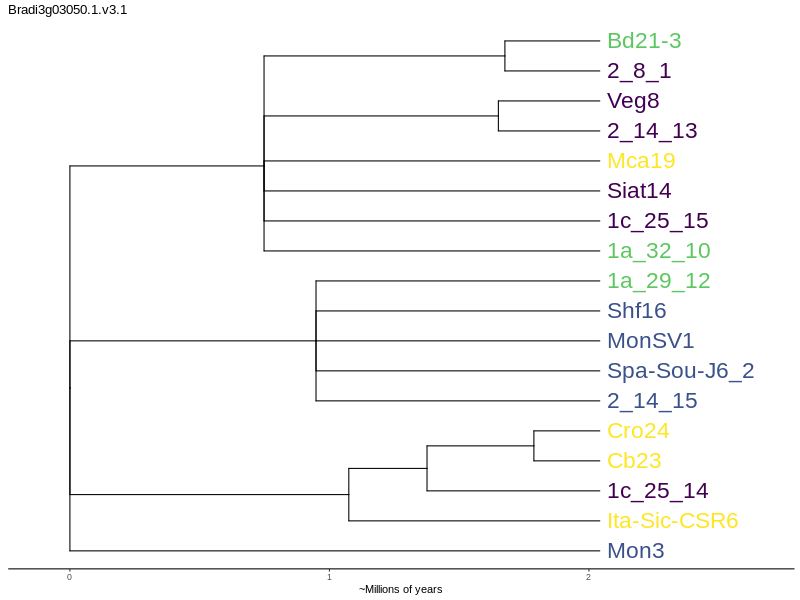 Bradi3g03050.1.v3.1
Bd21-3
2_8_1
Veg8
2_14_13
Mca19
Siat14
1c_25_15
1a_32_10
1a_29_12
Shf16
MonSV1
Spa-Sou-J6_2
2_14_15
Cro24
Cb23
1c_25_14
Ita-Sic-CSR6
Mon3
0 1 2
~Millions of years